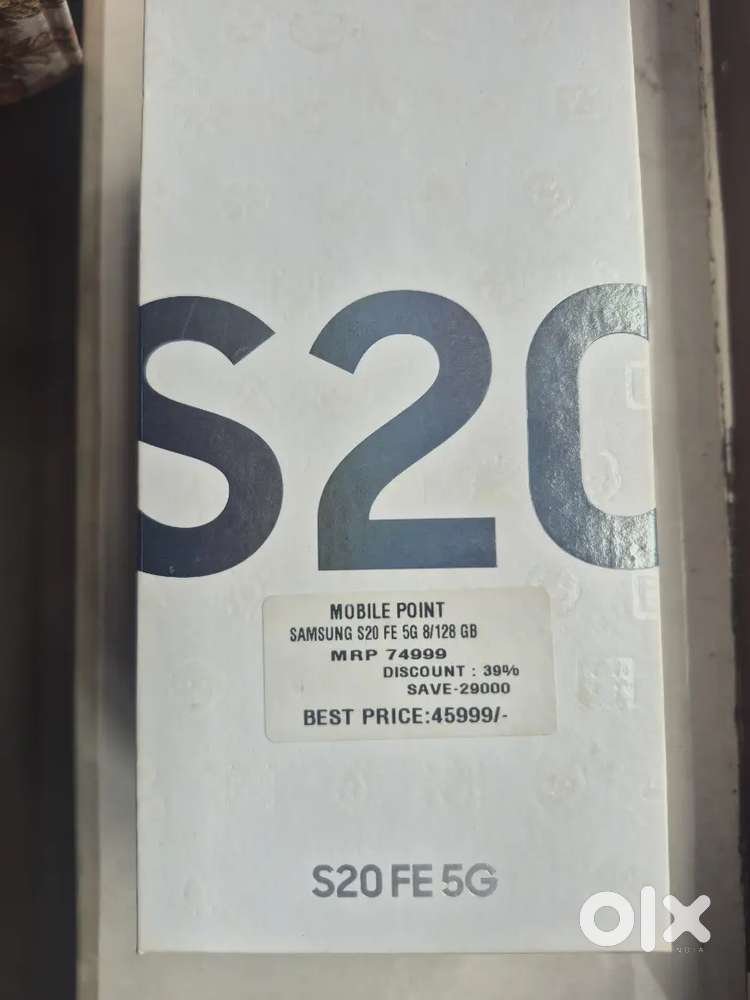 S20
MOBILE POINT
SAMSUNG S20 FE 5G 8/128 GB
MRP 74999
DISCOUNT : 39%
SAVE-29000
BEST PRICE:45999/-
S20 FE 5G
olx
INDIA